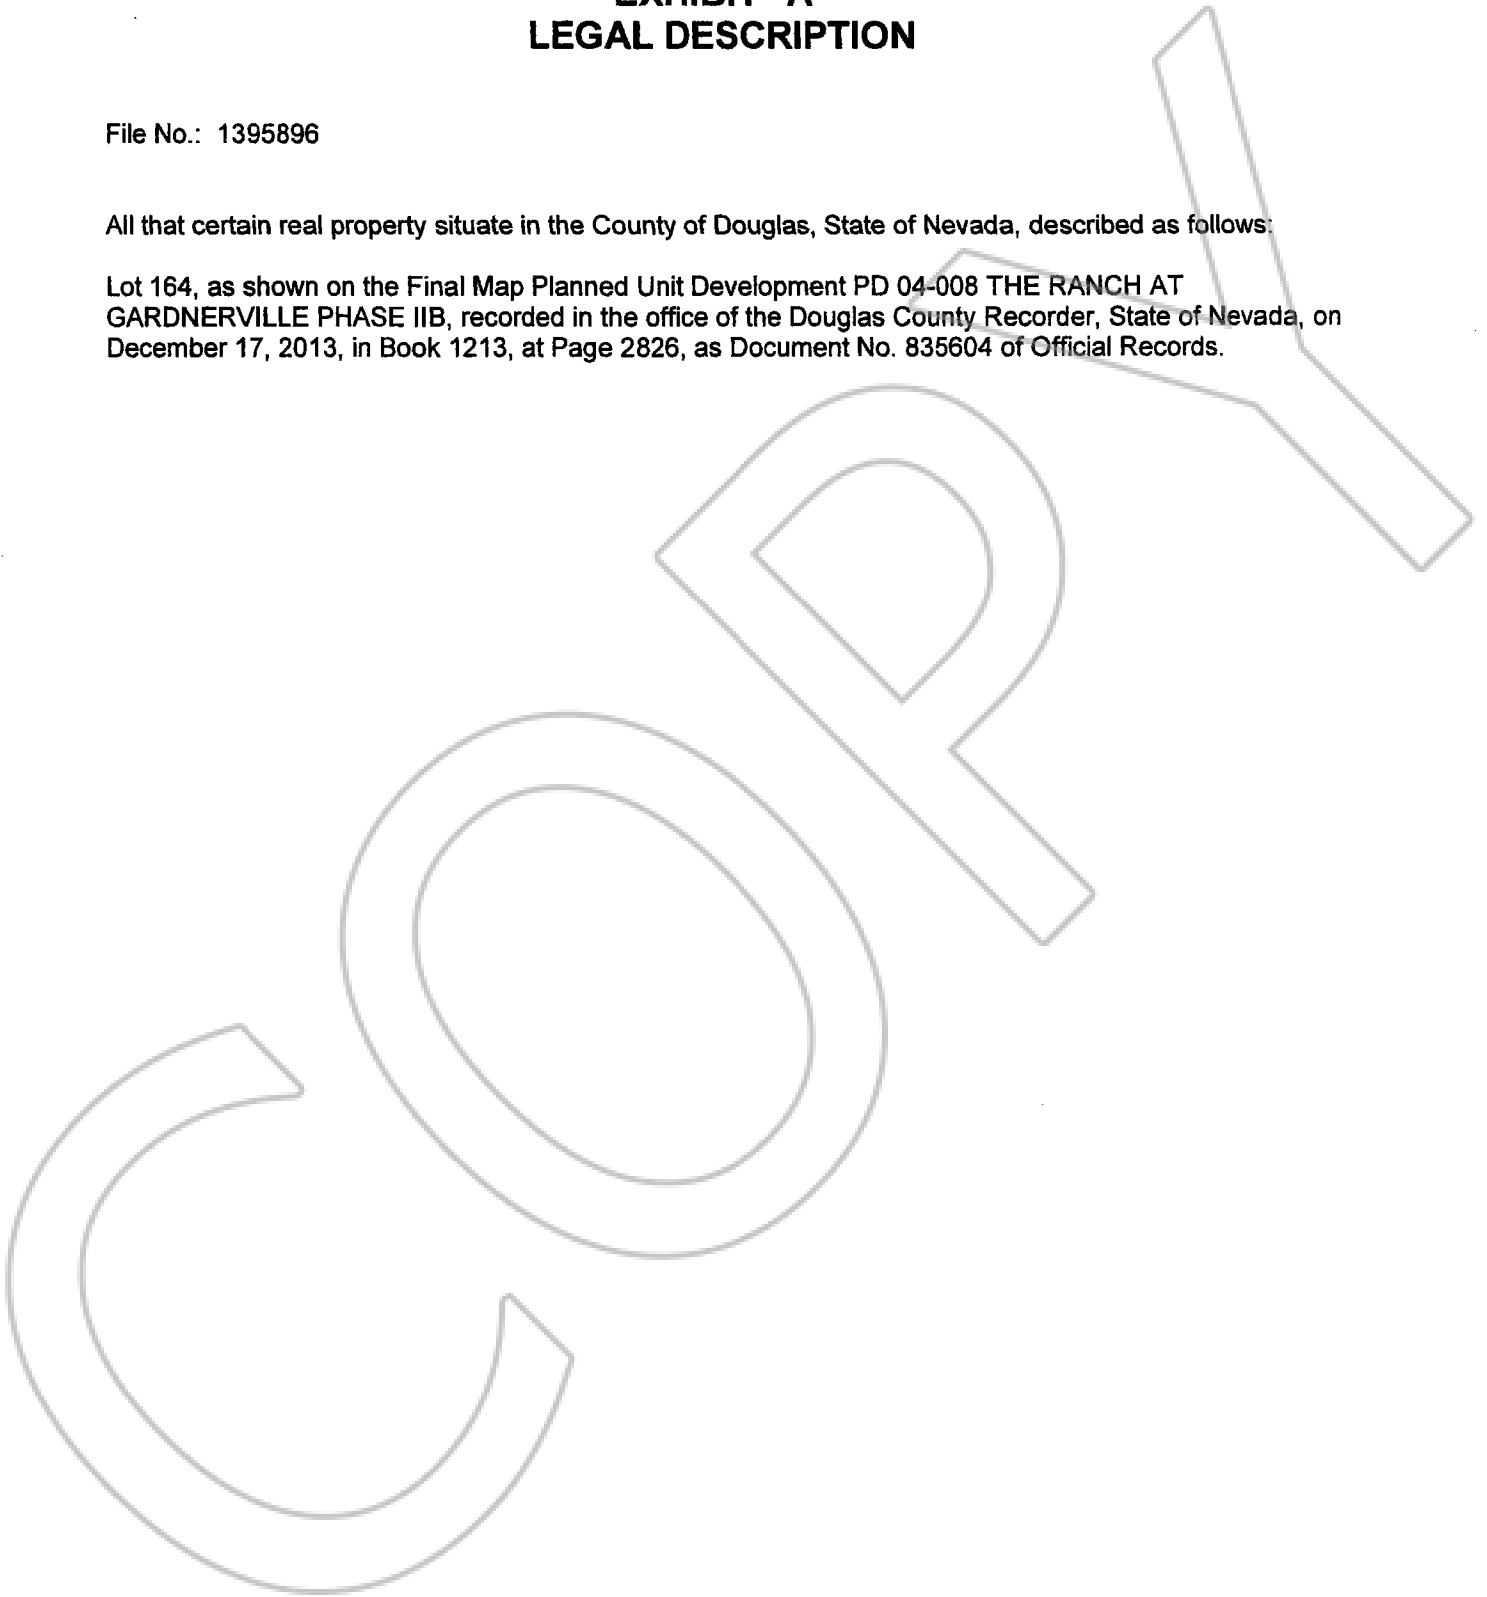 EXHIBIT "A"
LEGAL DESCRIPTION
File No.: 1395896
All that certain real property situate in the County of Douglas, State of Nevada, described as follows:
Lot 164, as shown on the Final Map Planned Unit Development PD 04-008 THE RANCH AT
GARDNERVILLE PHASE IIB, recorded in the office of the Douglas County Recorder, State of Nevada, on
December 17, 2013, in Book 1213, at Page 2826, as Document No. 835604 of Official Records.
COPY